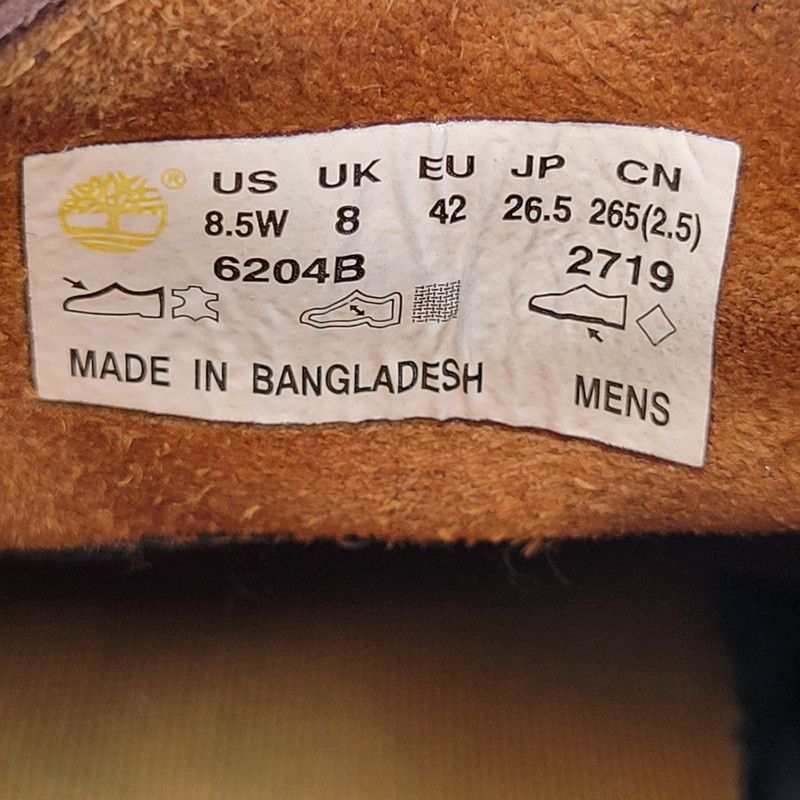 ® US UK EU JP CN
8.5W 8 42 26.5 265(2.5)
6204B 2719
MADE IN BANGLADESH MENS